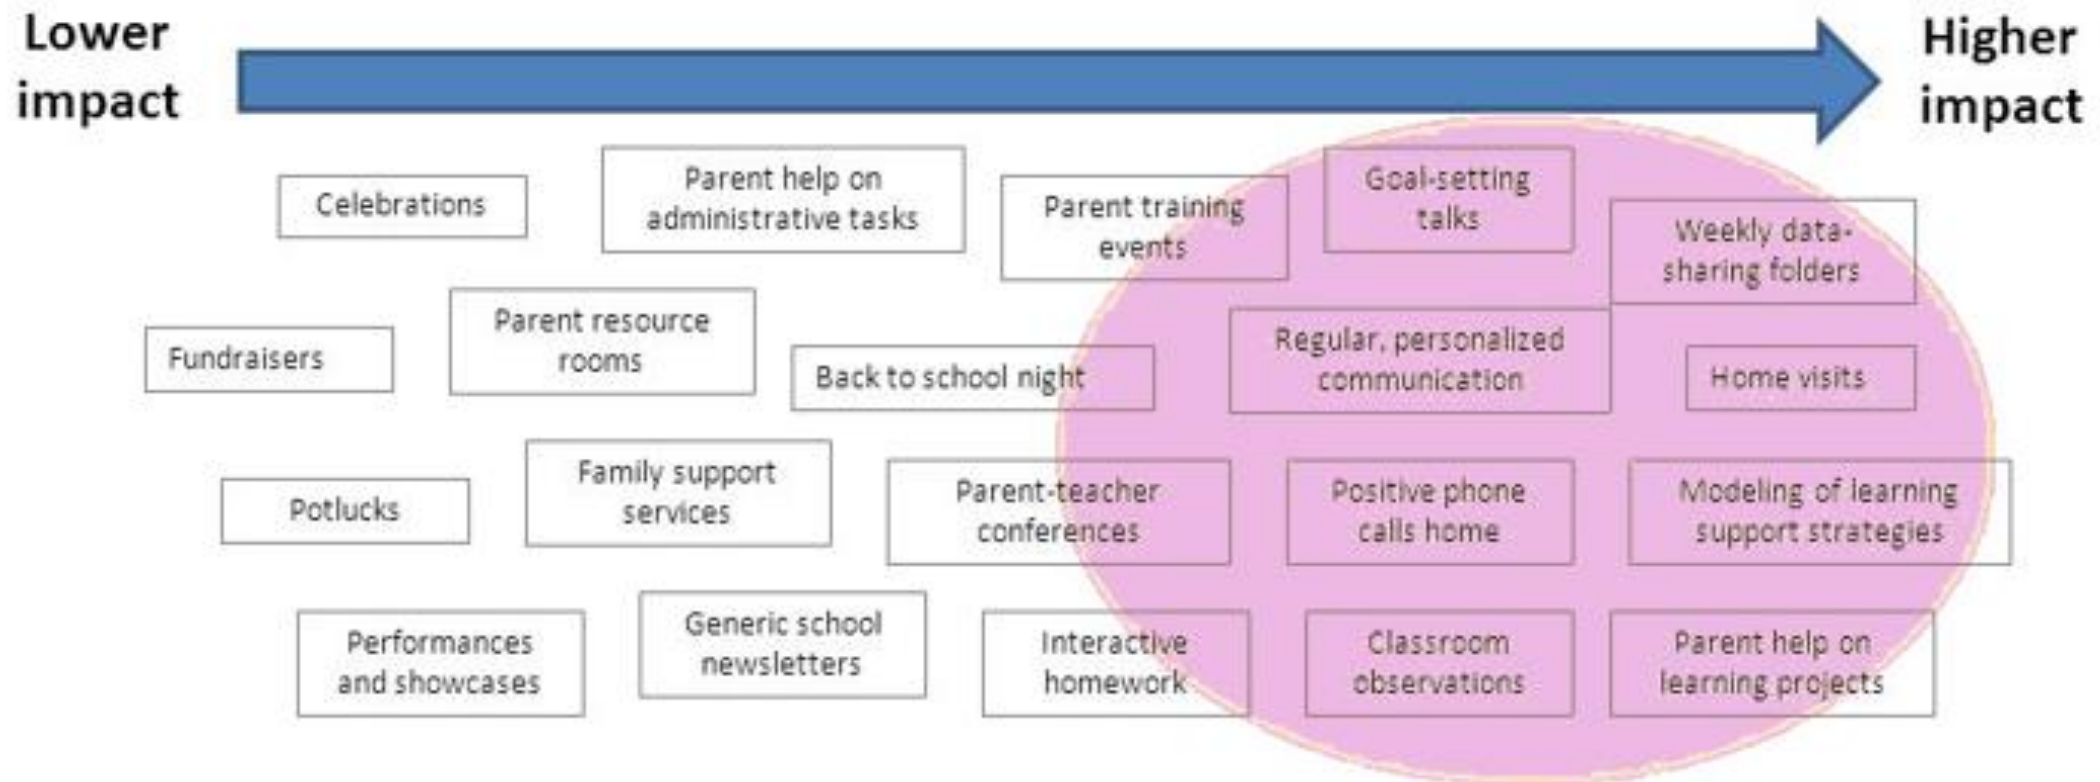 Lower
impact
Higher
impact
Celebrations
Parent help on
administrative tasks
Parent training
events
Goal-setting
talks
Weekly data-
sharing folders
Fundraisers
Parent resource
rooms
Back to school night
Regular, personalized
communication
Home visits
Potlucks
Family support
services
Parent-teacher
conferences
Positive phone
calls home
Modeling of learning
support strategies
Performances
and showcases
Generic school
newsletters
Interactive
homework
Classroom
observations
Parent help on
learning projects